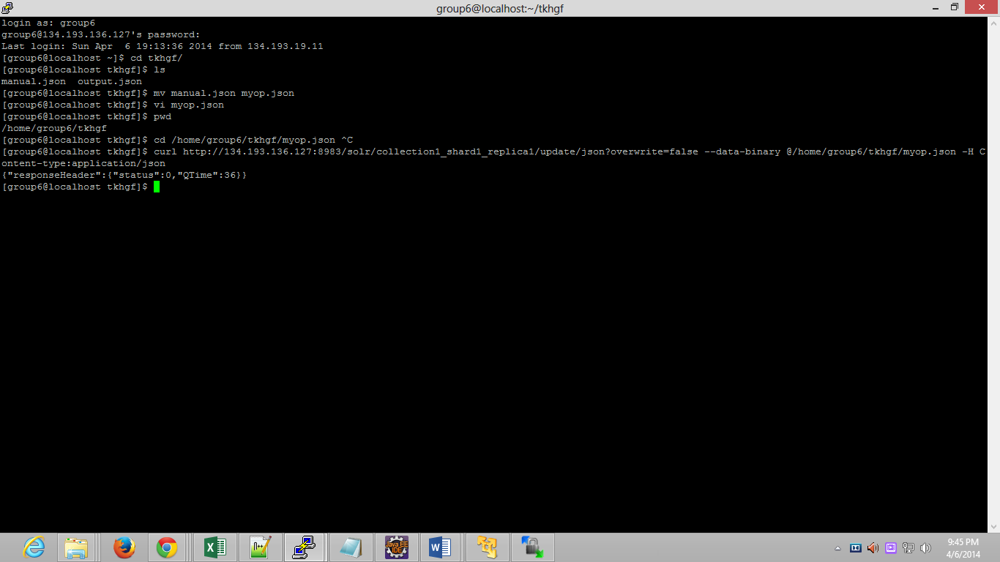 group6@localhost:~/tkhgf
login as: group6
group6@134.193.136.127's password:
Last login: Sun Apr  6 19:13:36 2014 from 134.193.19.11
[group6@localhost ~]$ cd tkhgf/
[group6@localhost tkhgf]$ ls
manual.json  output.json
[group6@localhost tkhgf]$ mv manual.json myop.json
[group6@localhost tkhgf]$ vi myop.json
[group6@localhost tkhgf]$ pwd
/home/group6/tkhgf
[group6@localhost tkhgf]$ cd /home/group6/tkhgf/myop.json ^C
[group6@localhost tkhgf]$ curl http://134.193.136.127:8983/solr/collection1_shard1_replica1/update/json?overwrite=false --data-binary @/home/group6/tkhgf/myop.json -H C
ontent-type:application/json
{"responseHeader":{"status":0,"QTime":36}}
[group6@localhost tkhgf]$
Java EE
IDE
9:45 PM
4/6/2014